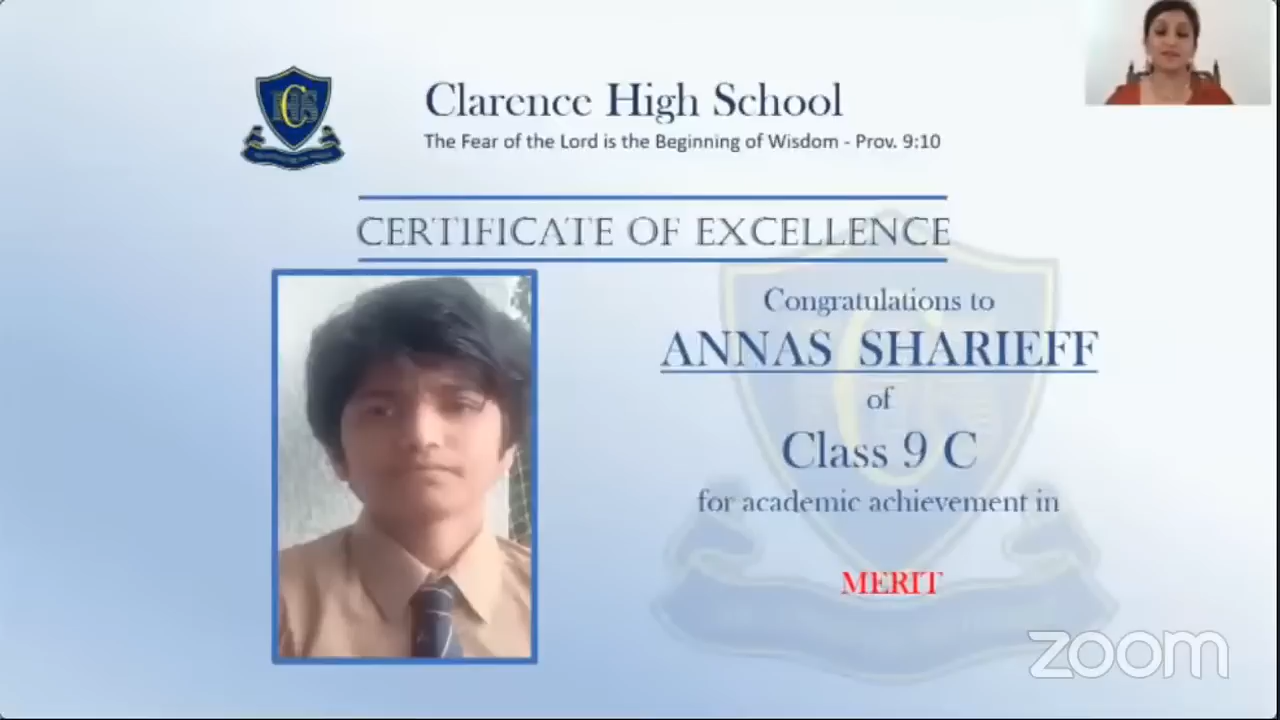 Clarence High School
The Fear of the Lord is the Beginning of Wisdom - Prov. 9:10
CERTIFICATE OF EXCELLENCE
Congratulations to
ANNAS SHARIEFF
of
Class 9 C
for academic achievement in
MERIT
zoom